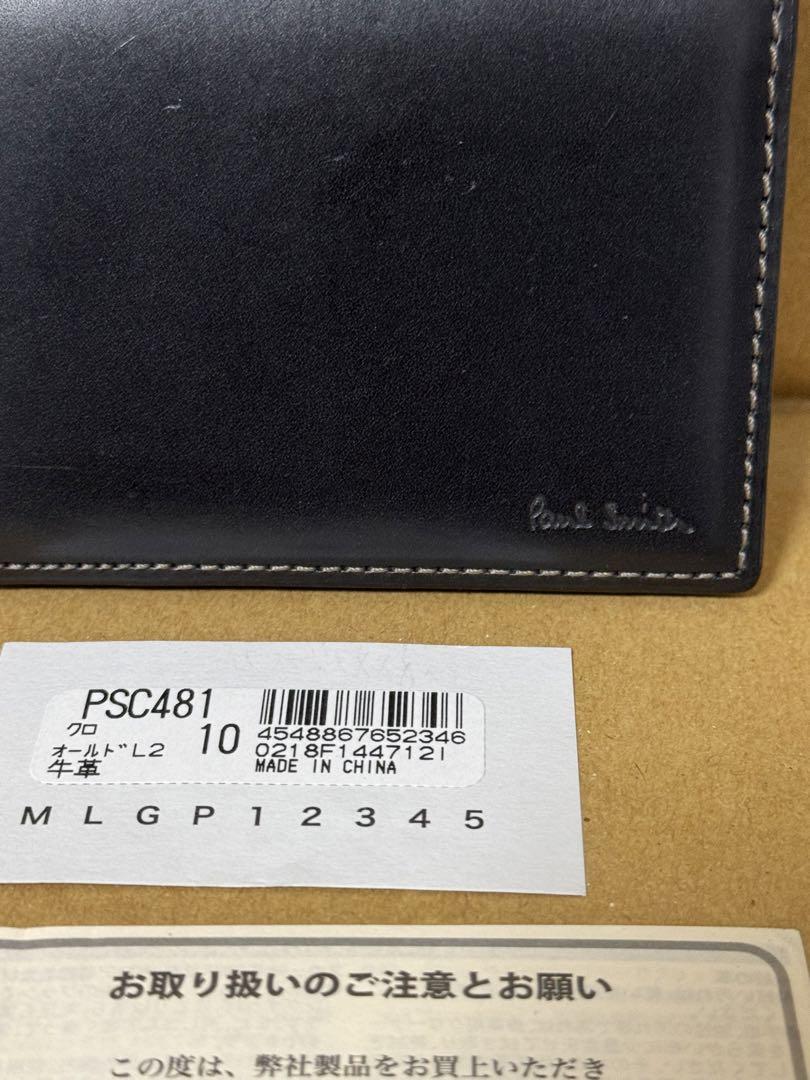 Paul Smith
PSC481
クロ 10
オールドL2
牛革
4548867652346
0218F144712I
MADE IN CHINA
M L G P 1 2 3 4 5
お取り扱いのご注意とお願い
この度は、弊社製品をお買上いただき